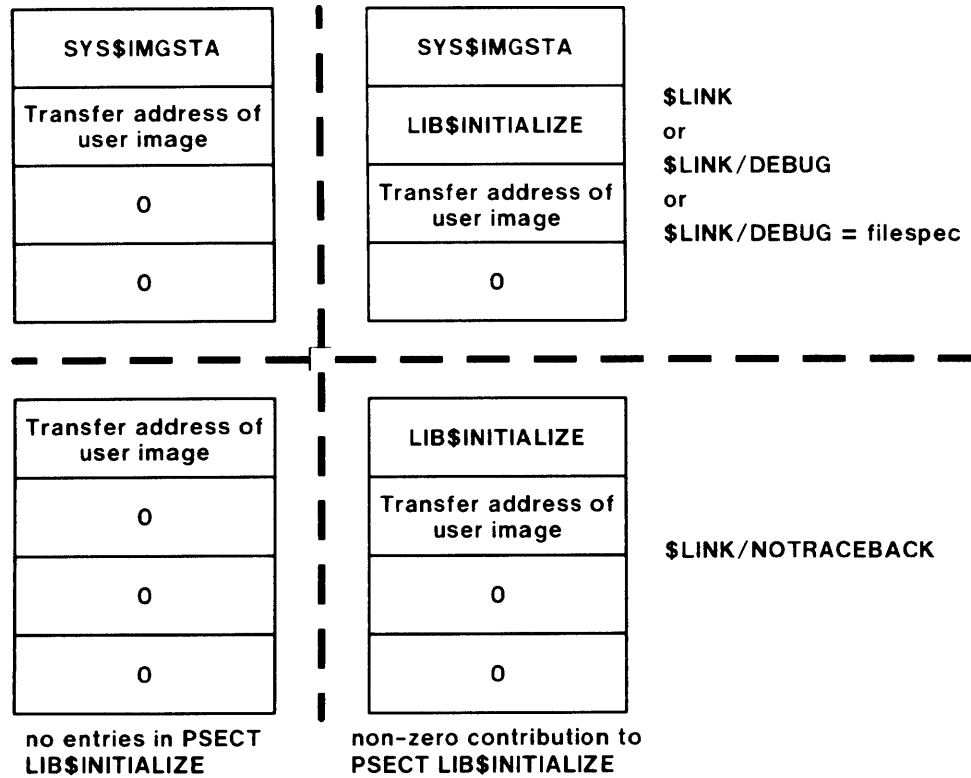 SYS$IMGSTA
Transfer address of
user image
0
0
SYS$IMGSTA
LIB$INITIALIZE
Transfer address of
user image
0
$LINK
or
$LINK/DEBUG
or
$LINK/DEBUG = filespec
Transfer address of
user image
0
0
0
no entries in PSECT
LIB$INITIALIZE
LIB$INITIALIZE
Transfer address of
user image
0
0
non-zero contribution to
PSECT LIB$INITIALIZE
$LINK/NOTRACEBACK